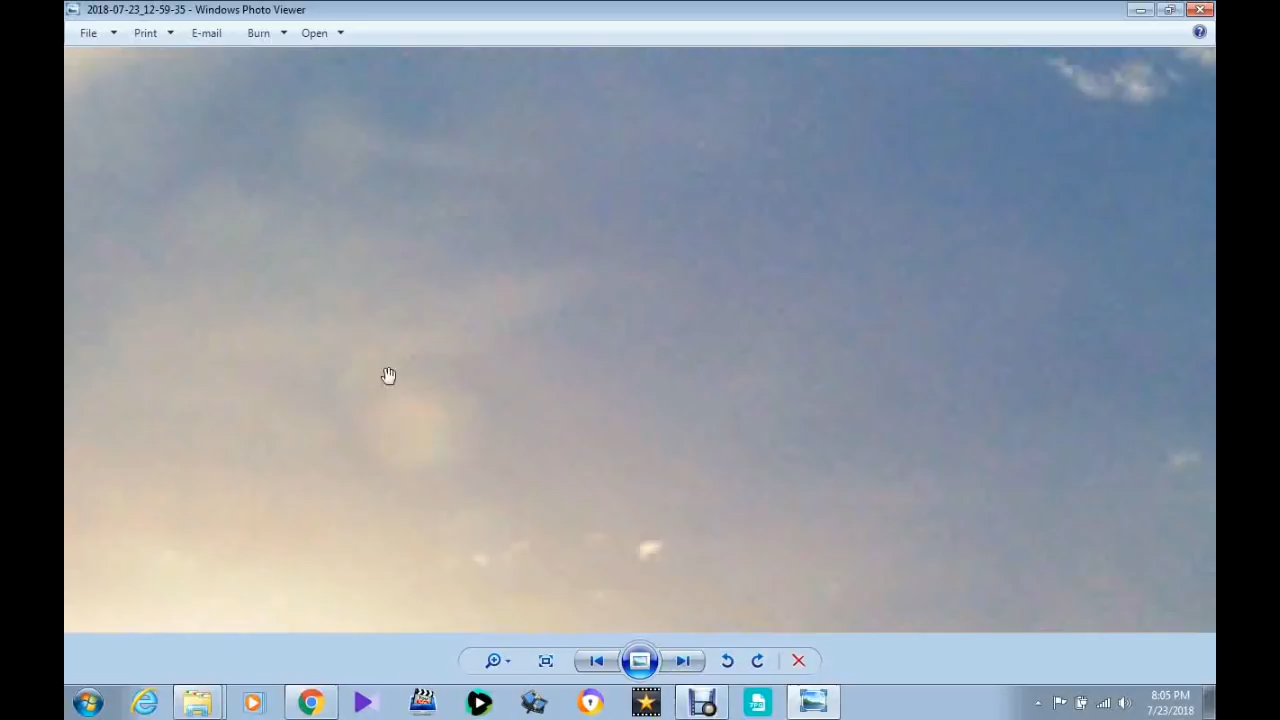 2018-07-23_12-59-35 - Windows Photo Viewer
File Print E-mail Burn Open
8:05 PM
7/23/2018